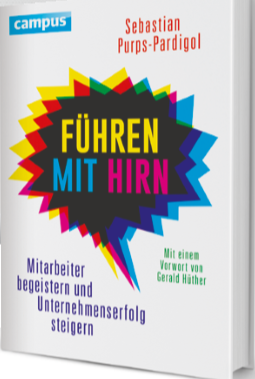 campus
Sebastian
Purps-Pardigol
FÜHREN
MIT HIRN
Mit einem
Vorwort von
Gerald Hüther
Mitarbeiter
begeistern und
Unternehmenserfolg
steigern